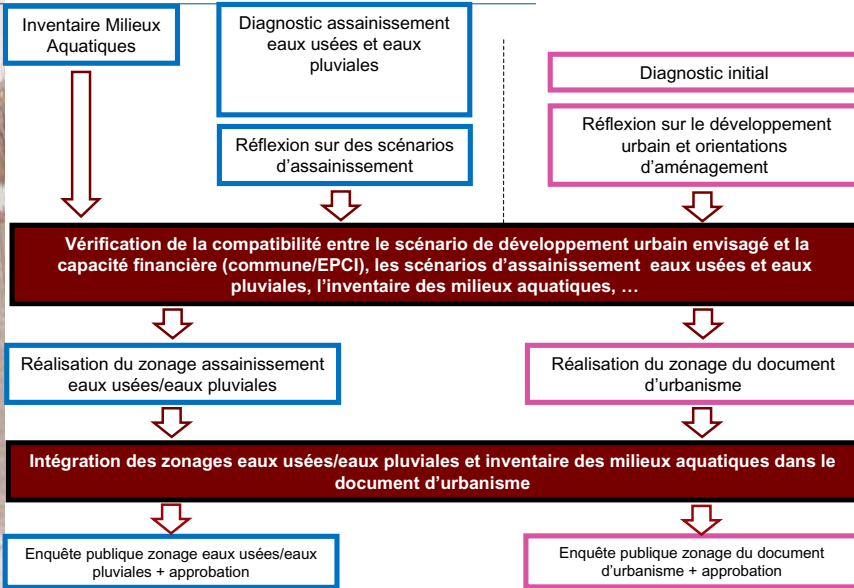 Inventaire Milieux
Aquatiques
Diagnostic assainissement
eaux usées et eaux
pluviales
Diagnostic initial
Réflexion sur des scénarios
d'assainissement
Réflexion sur le développement
urbain et orientations
d'aménagement
Vérification de la compatibilité entre le scénario de développement urbain envisagé et la
capacité financière (commune/EPCI), les scénarios d'assainissement eaux usées et eaux
pluviales, l'inventaire des milieux aquatiques, …
Réalisation du zonage assainissement
eaux usées/eaux pluviales
Réalisation du zonage du document
d'urbanisme
Intégration des zonages eaux usées/eaux pluviales et inventaire des milieux aquatiques dans le
document d'urbanisme
Enquête publique zonage eaux usées/eaux
pluviales + approbation
Enquête publique zonage du document
d'urbanisme + approbation